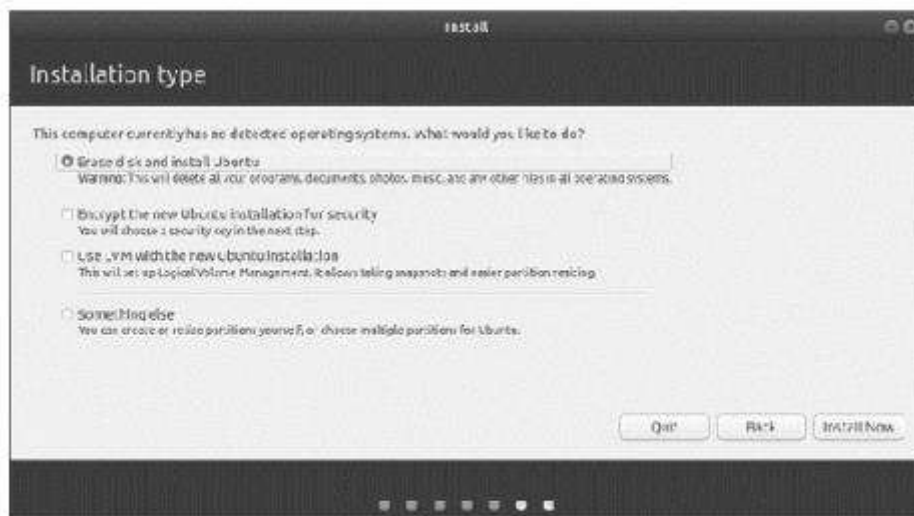 Install
Installation type
This computer currently has no detected operating systems. What would you like to do?
Erase disk and install Ubuntu
Warning: This will delete all your programs, documents, photos, music, and any other files in all operating systems.
Encrypt the new Ubuntu installation for security
You will choose a security key in the next step.
Use LVM with the new Ubuntu installation
This will set up Logical Volume Management. It allows taking snapshots and easier partition resizing.
Something else
You can create or resize partitions yourself, or choose multiple partitions for Ubuntu.
Quit Back Install Now